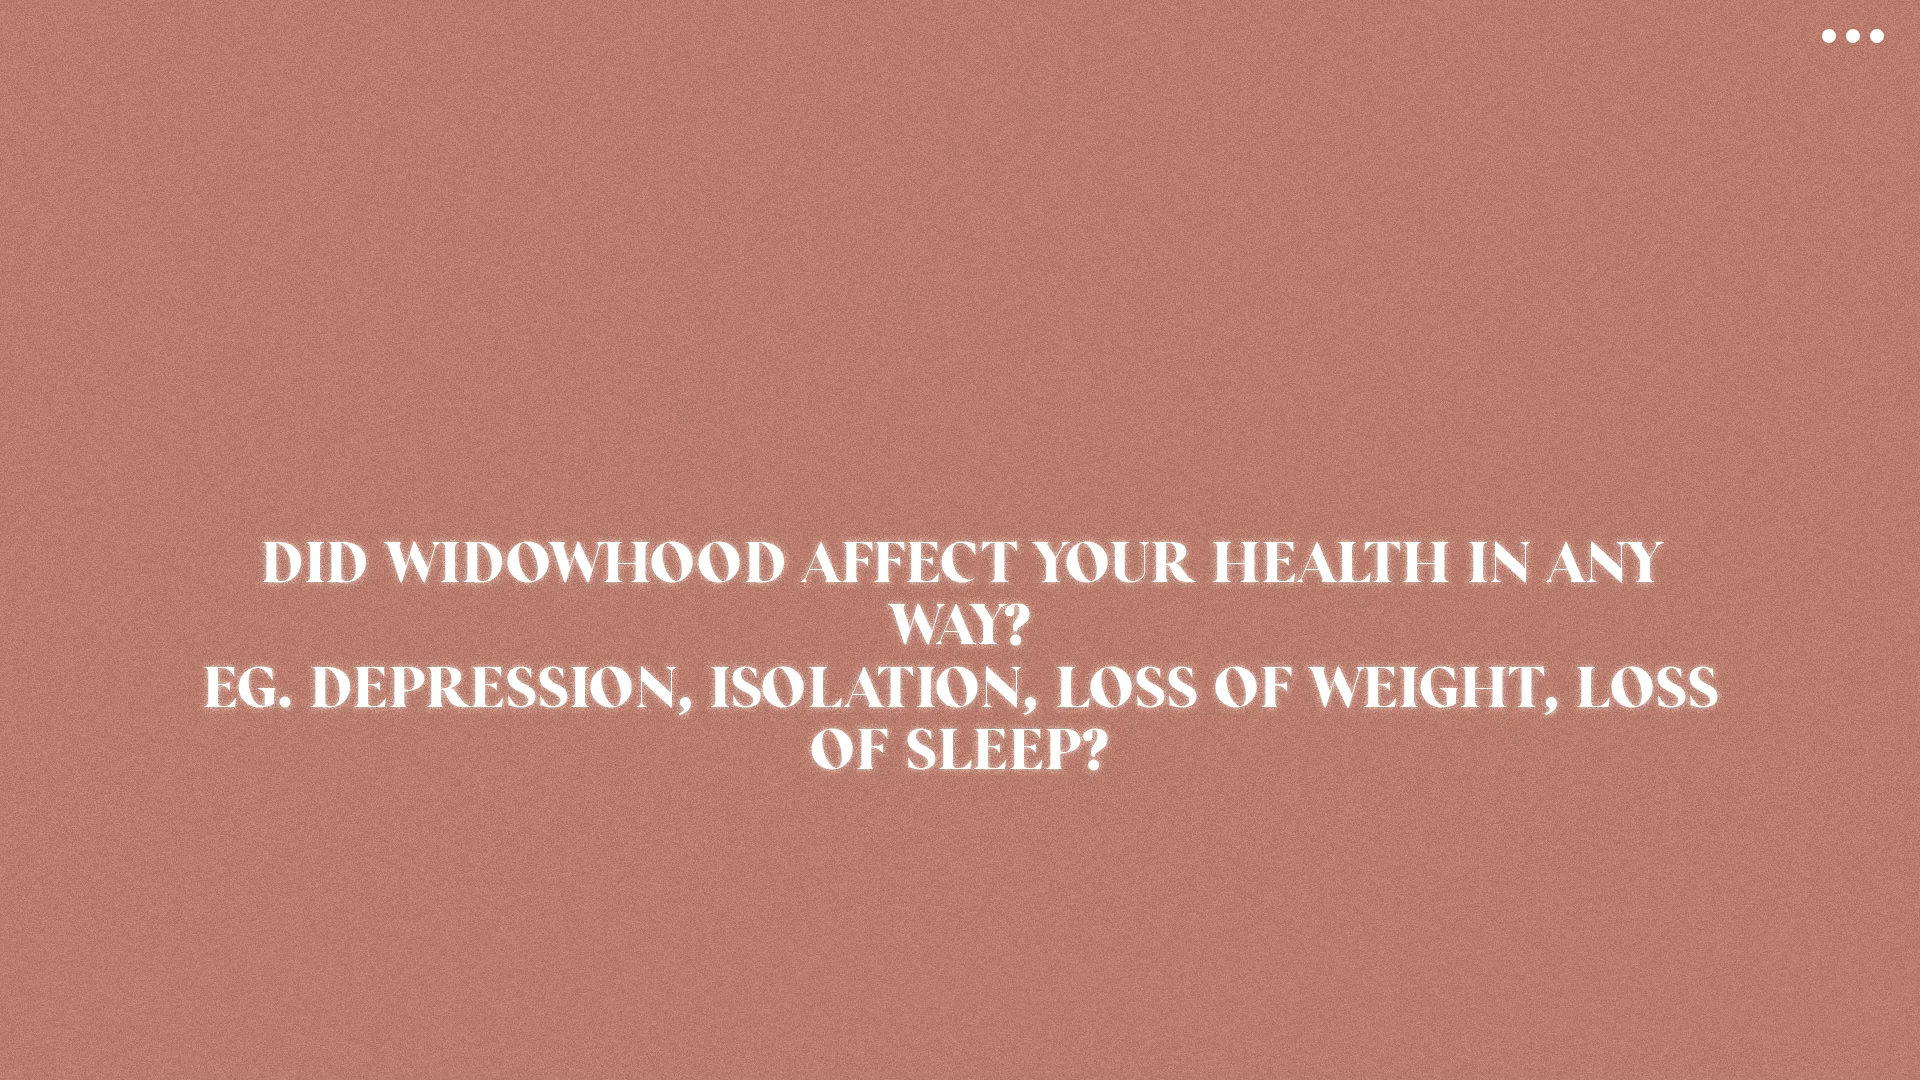 DID WIDOWHOOD AFFECT YOUR HEALTH IN ANY
WAY?
EG. DEPRESSION, ISOLATION, LOSS OF WEIGHT, LOSS
OF SLEEP?